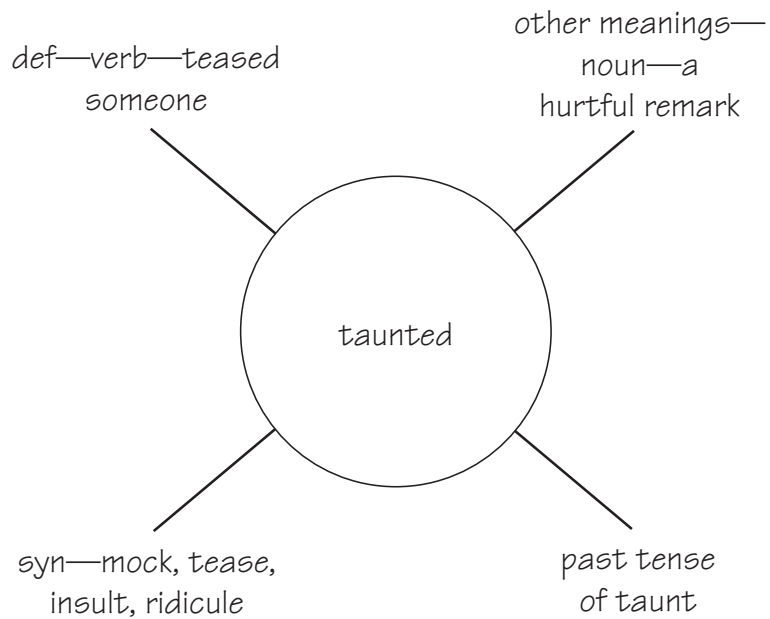 def—verb—teased
someone
other meanings—
noun—a
hurtful remark
taunted
syn—mock, tease,
insult, ridicule
past tense
of taunt